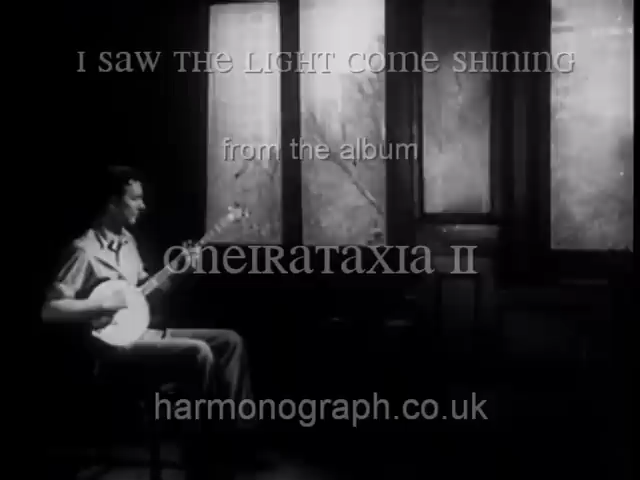 I SAW THE LIGHT COME SHINING
from the album
ONEIRATAXIA II
harmonograph.co.uk